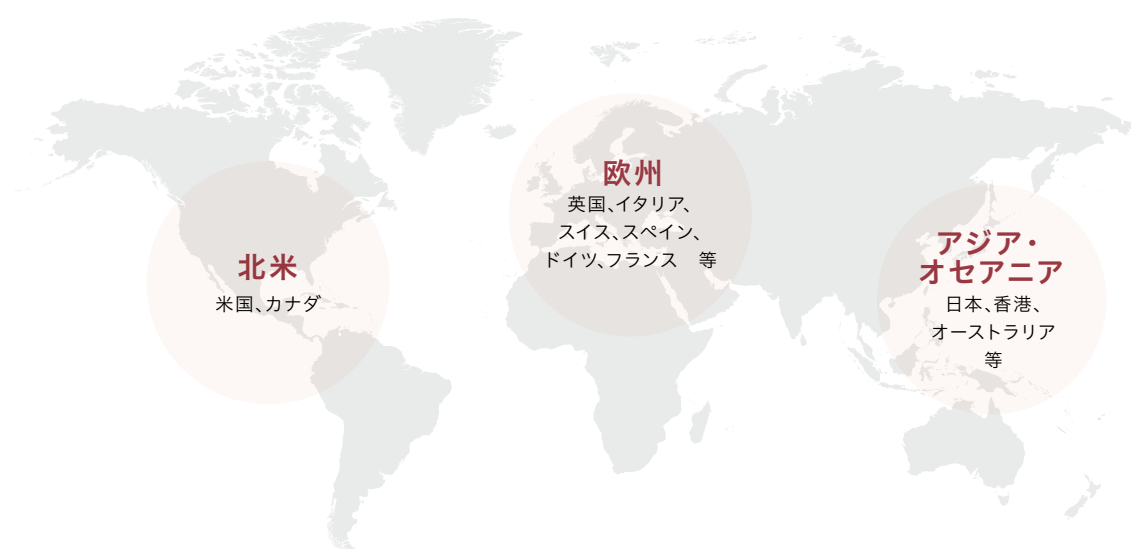 北米
米国、カナダ
欧州
英国、イタリア、
スイス、スペイン、
ドイツ、フランス　等
アジア・
オセアニア
日本、香港、
オーストラリア
等